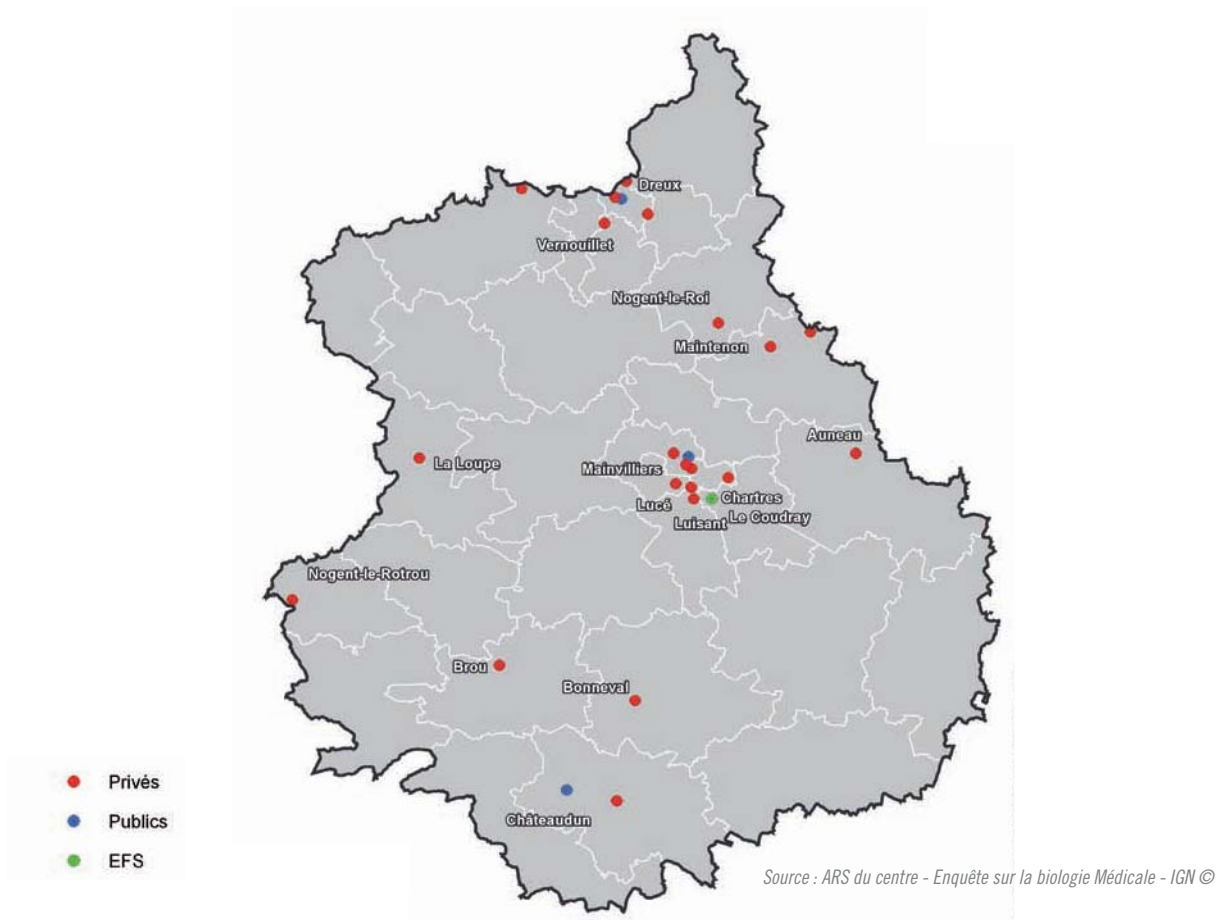 Dreux
Vernouillet
Nogent-le-Roi
Maintenon
Auneau
La Loupe
Mainvilliers
Chartres
Lucé
Le Coudray
Luisant
Nogent-le-Rotrou
Brou
Bonneval
Privés
Publics
Châteaudun
EFS
Source : ARS du centre - Enquête sur la biologie Médicale - IGN ©